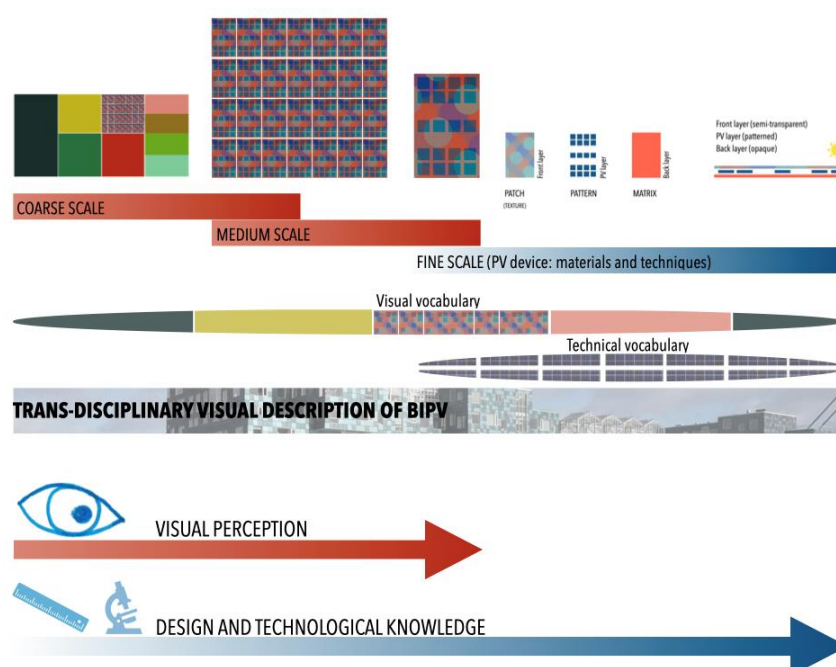 Front layer (semi-transparent)
PV layer (patterned)
Back layer (opaque)
Front layer
PV layer
Back layer
PATCH
(TEXTURE)
PATTERN
MATRIX
COARSE SCALE
MEDIUM SCALE
FINE SCALE (PV device: materials and techniques)
Visual vocabulary
Technical vocabulary
TRANS-DISCIPLINARY VISUAL DESCRIPTION OF BIPV
VISUAL PERCEPTION
DESIGN AND TECHNOLOGICAL KNOWLEDGE